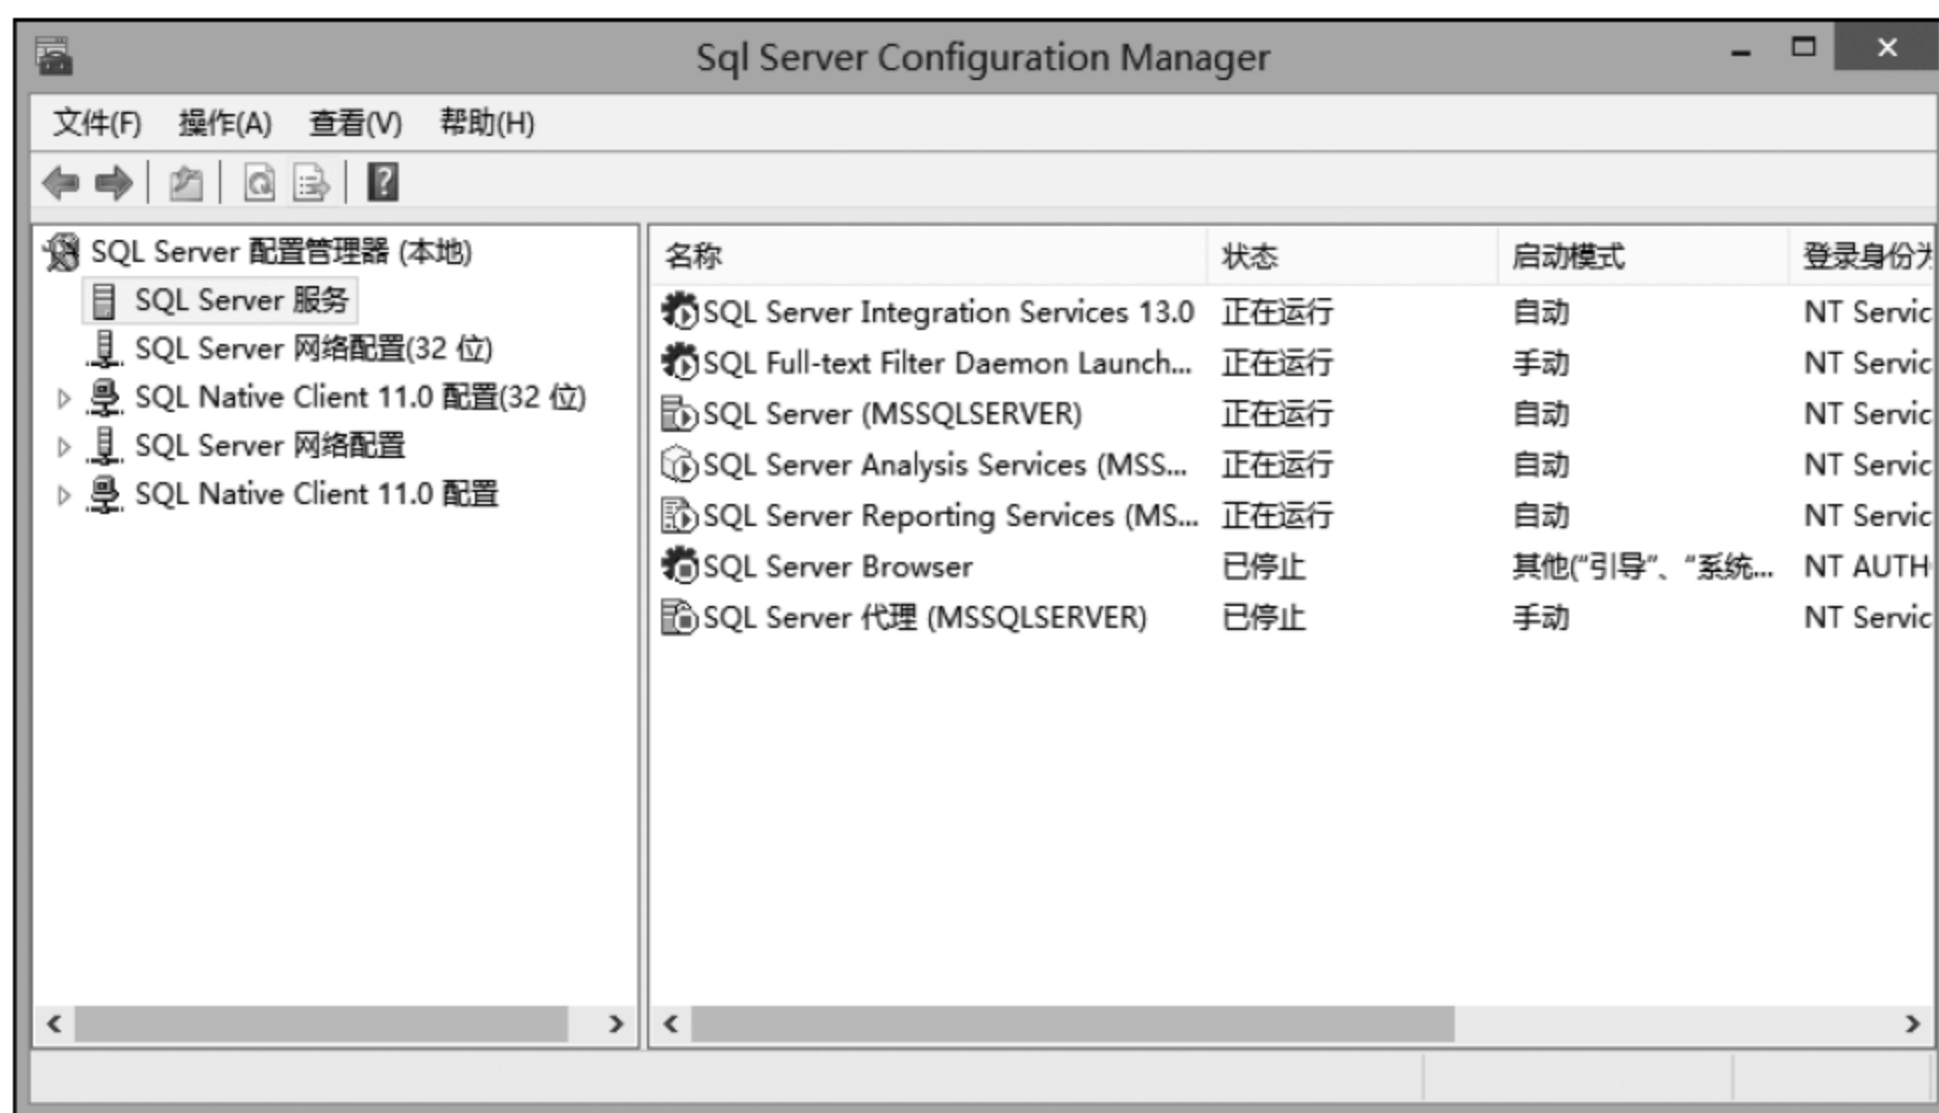 Sql Server Configuration Manager
文件(F) 操作(A) 查看(V) 帮助(H)
SQL Server 配置管理器 (本地)
SQL Server 服务
SQL Server 网络配置(32 位)
SQL Native Client 11.0 配置(32 位)
SQL Server 网络配置
SQL Native Client 11.0 配置
名称 状态 启动模式 登录身份为
SQL Server Integration Services 13.0 正在运行 自动 NT Servic
SQL Full-text Filter Daemon Launch... 正在运行 手动 NT Servic
SQL Server (MSSQLSERVER) 正在运行 自动 NT Servic
SQL Server Analysis Services (MSS... 正在运行 自动 NT Servic
SQL Server Reporting Services (MS... 正在运行 自动 NT Servic
SQL Server Browser 已停止 其他("引导"、"系统... NT AUTH
SQL Server 代理 (MSSQLSERVER) 已停止 手动 NT Servic